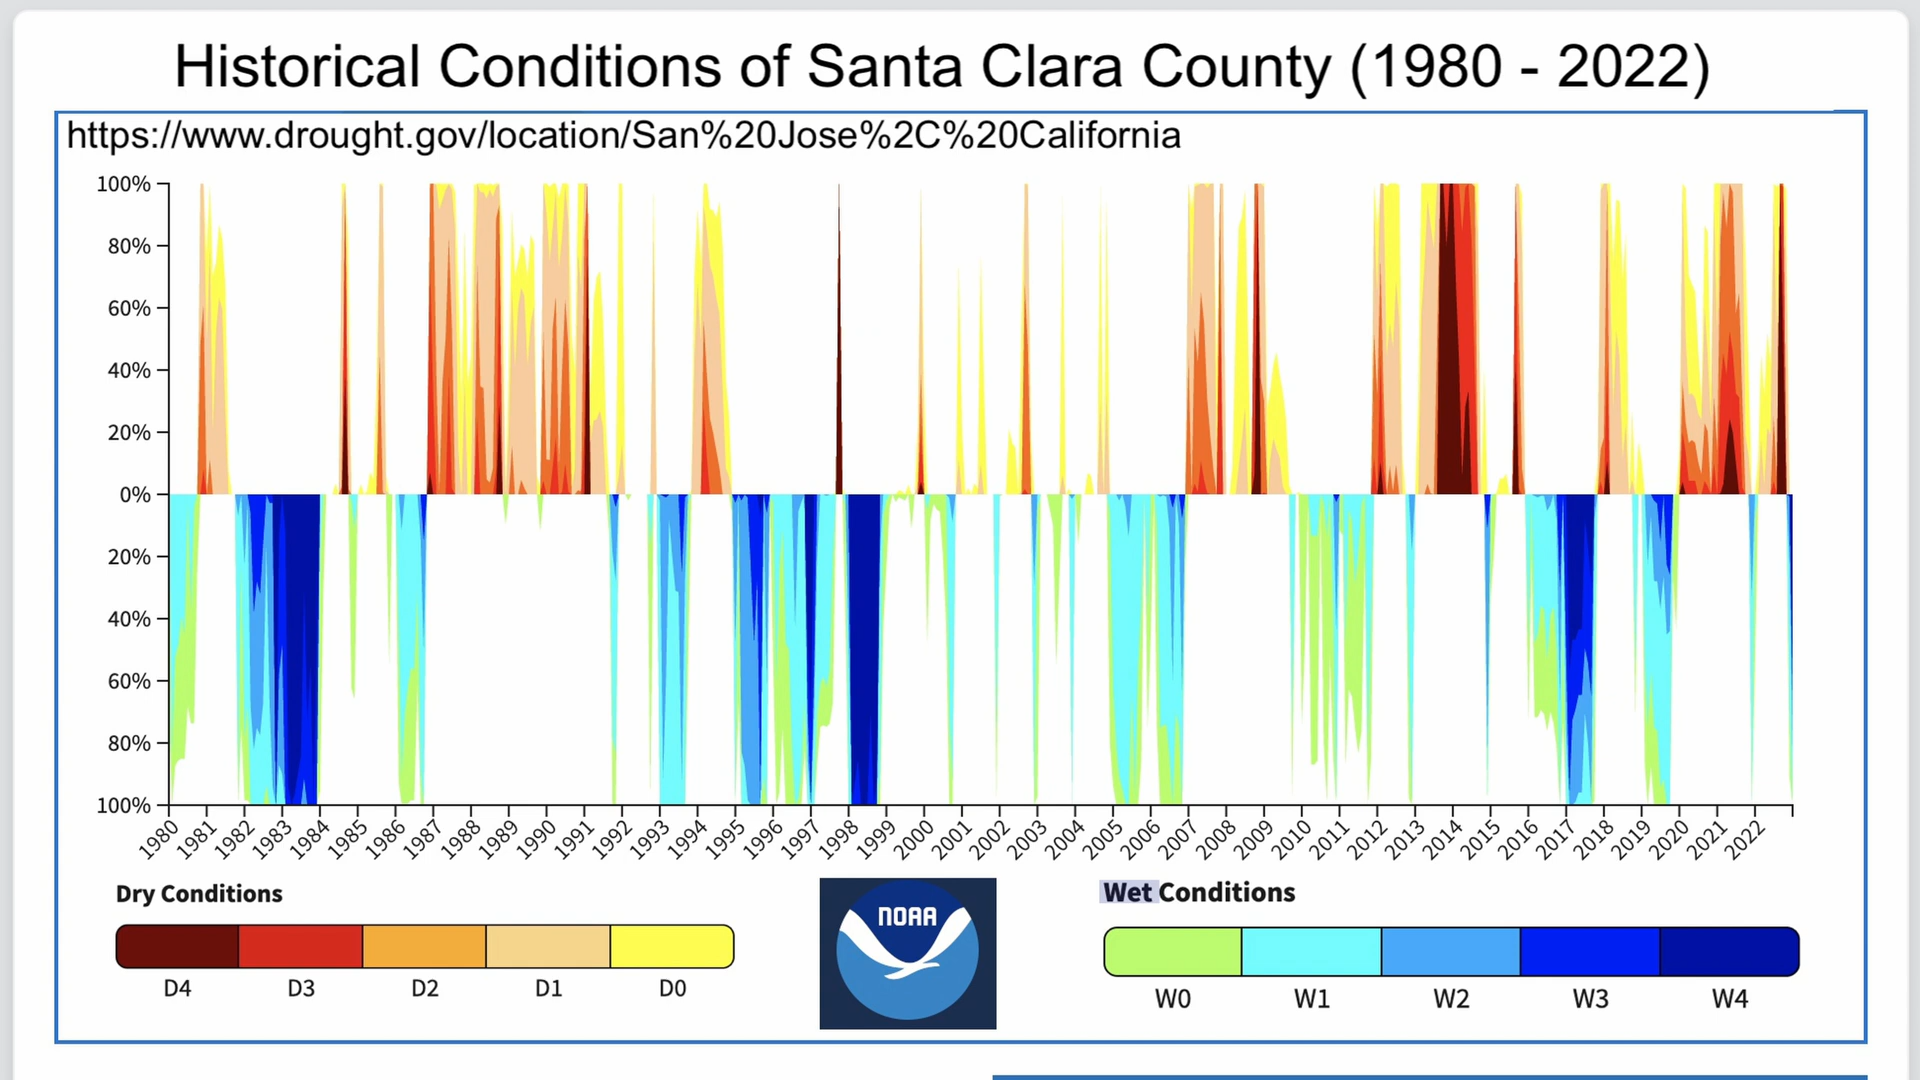 Historical Conditions of Santa Clara County (1980 - 2022)
https://www.drought.gov/location/San%20Jose%2C%20California
100%
80%
60%
40%
20%
0%
20%
40%
60%
80%
100%
1980 1981 1982 1983 1984 1985 1986 1987 1988 1989 1990 1991 1992 1993 1994 1995 1996 1997 1998 1999 2000 2001 2002 2003 2004 2005 2006 2007 2008 2009 2010 2011 2012 2013 2014 2015 2016 2017 2018 2019 2020 2021 2022
Dry Conditions
D4 D3 D2 D1 D0
NOAA
Wet Conditions
W0 W1 W2 W3 W4